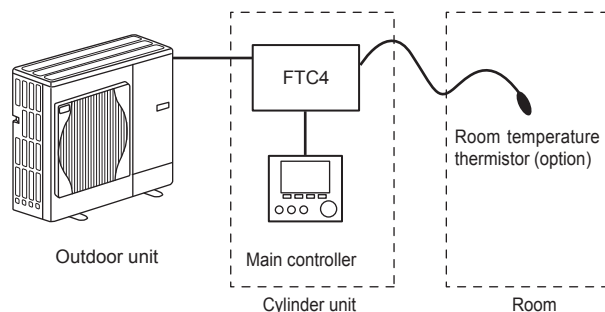 FTC4
Room temperature
thermistor (option)
Outdoor unit
Main controller
Cylinder unit
Room